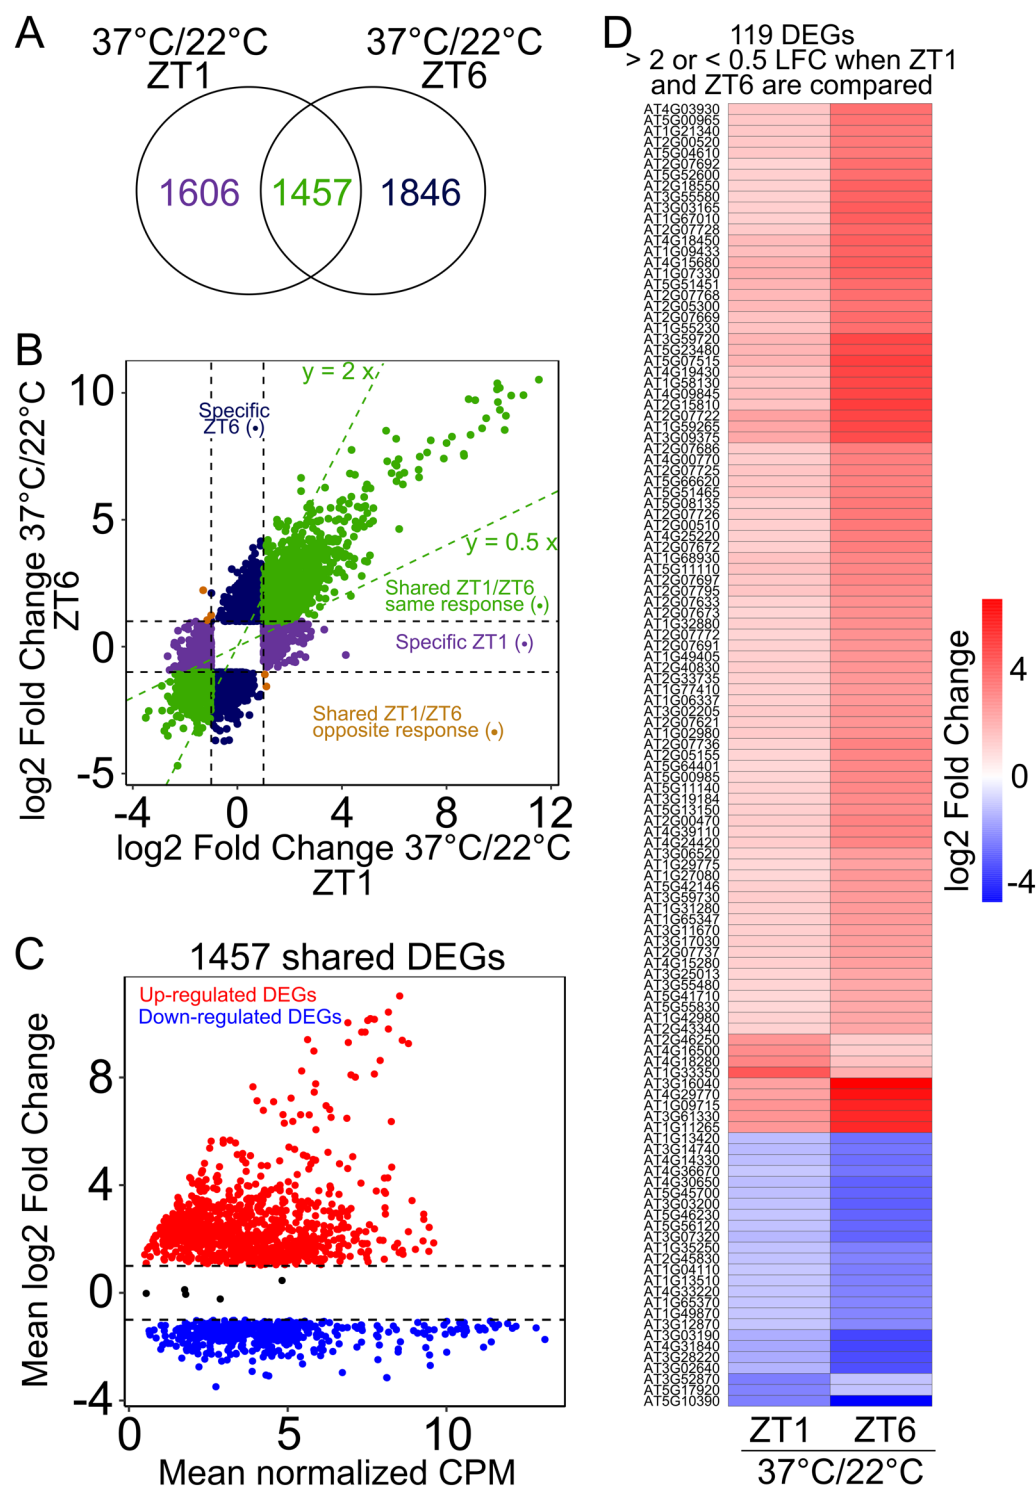 A
37°C/22°C
ZT1
37°C/22°C
ZT6
1606
1457
1846
B
log2 Fold Change 37°C/22°C
ZT6
10
5
0
-5
-4
0
4
8
12
log2 Fold Change 37°C/22°C
ZT1
Specific
ZT6 (•)
y = 2 x
y = 0.5 x
Shared ZT1/ZT6
same response (•)
Specific ZT1 (•)
Shared ZT1/ZT6
opposite response (•)
C
1457 shared DEGs
Up-regulated DEGs
Down-regulated DEGs
Mean log2 Fold Change
8
4
0
-4
0
5
10
Mean normalized CPM
D
119 DEGs
> 2 or < 0.5 LFC when ZT1
and ZT6 are compared
AT4G03930
AT5G00965
AT1G21340
AT2G00520
AT5G04610
AT2G07692
AT5G52600
AT2G18550
AT3G55580
AT3G03165
AT1G67010
AT2G07728
AT4G18450
AT1G09433
AT4G15680
AT1G07330
AT5G51451
AT2G07768
AT2G05300
AT2G07669
AT1G55230
AT3G59720
AT5G23480
AT5G07515
AT4G19430
AT1G58130
AT4G09845
AT2G15810
AT2G07722
AT1G59265
AT3G09375
AT2G07686
AT4G00770
AT2G07725
AT5G66620
AT5G51465
AT5G08135
AT2G07726
AT2G00510
AT4G25220
AT2G07672
AT1G68930
AT5G11110
AT2G07697
AT2G07795
AT2G07633
AT2G07673
AT1G32880
AT2G07772
AT2G07691
AT1G49405
AT2G40830
AT2G33735
AT1G77410
AT1G06337
AT3G02205
AT2G07621
AT1G02980
AT2G07736
AT2G05155
AT5G64401
AT5G00985
AT5G11140
AT3G19184
AT5G13150
AT2G00470
AT4G39110
AT4G24420
AT3G06520
AT1G29775
AT1G27080
AT5G42146
AT3G59730
AT1G31280
AT1G65347
AT3G11670
AT3G17030
AT2G07737
AT4G15280
AT3G25013
AT3G55480
AT5G41710
AT5G55830
AT1G42980
AT2G43340
AT2G46250
AT4G16500
AT4G18280
AT1G33350
AT3G16040
AT4G29770
AT1G09715
AT3G61330
AT1G11265
AT1G13420
AT3G14740
AT4G14330
AT4G36670
AT4G30650
AT5G45700
AT3G03200
AT5G46230
AT5G56120
AT3G07320
AT1G35250
AT2G45830
AT1G04110
AT1G13510
AT4G33220
AT1G65370
AT1G49870
AT3G12870
AT3G03190
AT4G31840
AT3G28220
AT3G02640
AT3G52870
AT5G17920
AT5G10390
ZT1
ZT6
37°C/22°C
log2 Fold Change
4
0
-4